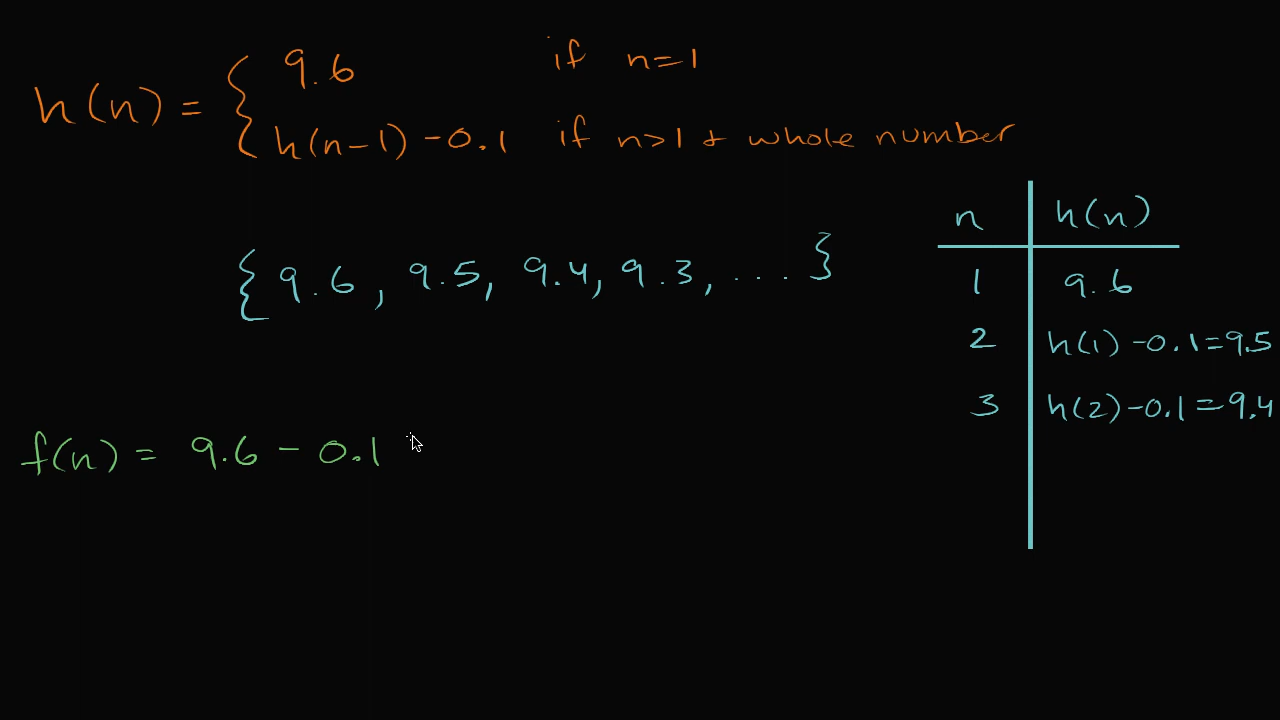 h(n) = { 9.6 if n=1
h(n-1) -0.1 if n>1 + whole number
{ 9.6, 9.5, 9.4, 9.3, ... }
n h(n)
1 9.6
2 h(1) -0.1=9.5
3 h(2)-0.1=9.4
f(n) = 9.6 - 0.1